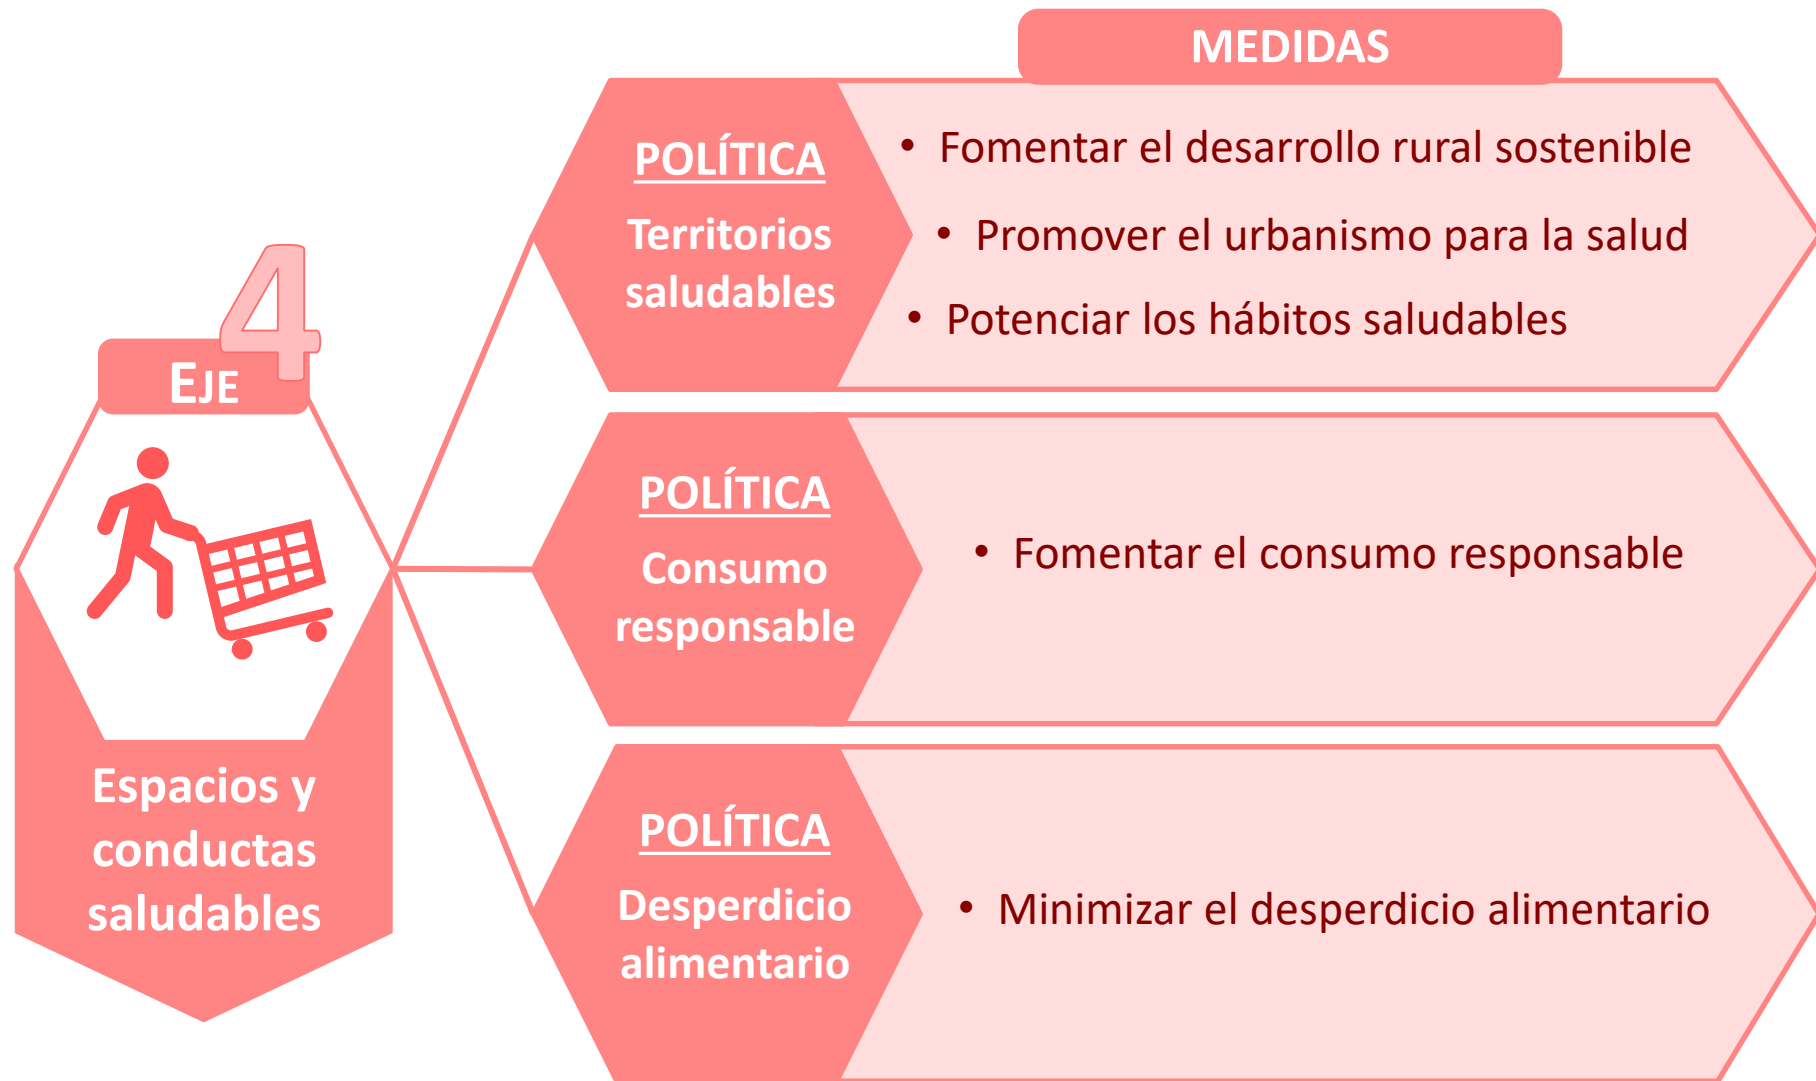 MEDIDAS
POLÍTICA
Territorios
saludables
• Fomentar el desarrollo rural sostenible
• Promover el urbanismo para la salud
• Potenciar los hábitos saludables
4
EJE
Espacios y
conductas
saludables
POLÍTICA
Consumo
responsable
• Fomentar el consumo responsable
POLÍTICA
Desperdicio
alimentario
• Minimizar el desperdicio alimentario